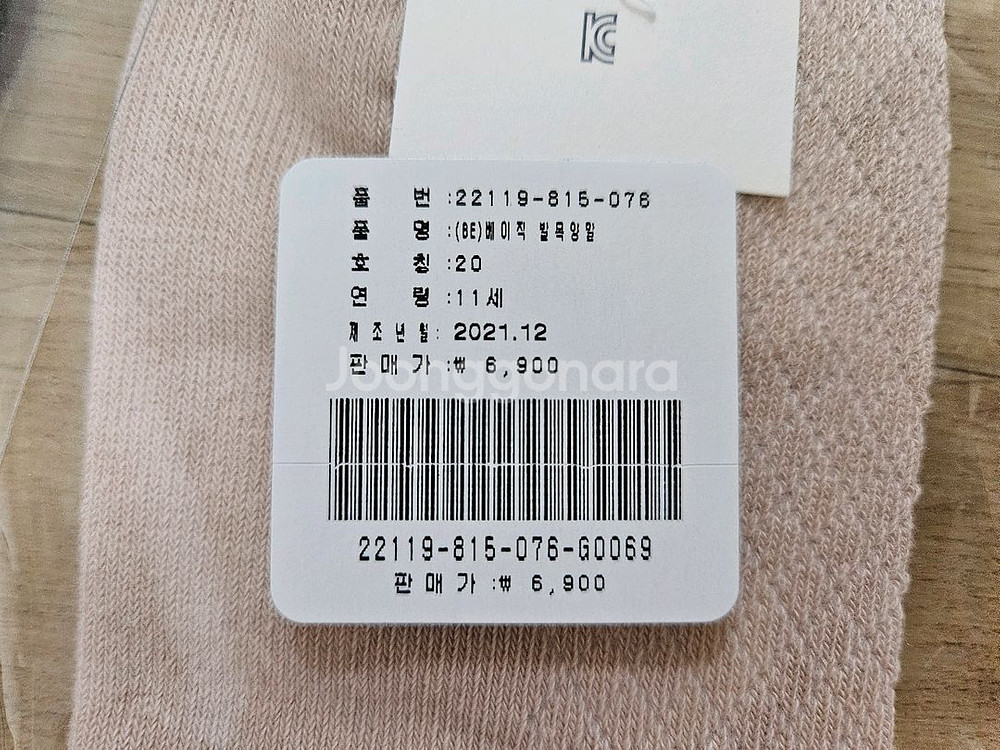 KC
품 번 :22119-815-076
품 명 :(BE)베이직 발목양말
호 칭 :20
연 령 :11세
제조년월: 2021.12
판매가 :₩ 6,900
Joonggonara
22119-815-076-G0069
판매가 :₩ 6,900